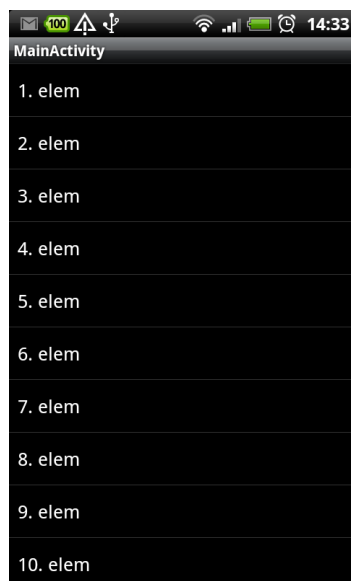 100 14:33
MainActivity
1. elem
2. elem
3. elem
4. elem
5. elem
6. elem
7. elem
8. elem
9. elem
10. elem